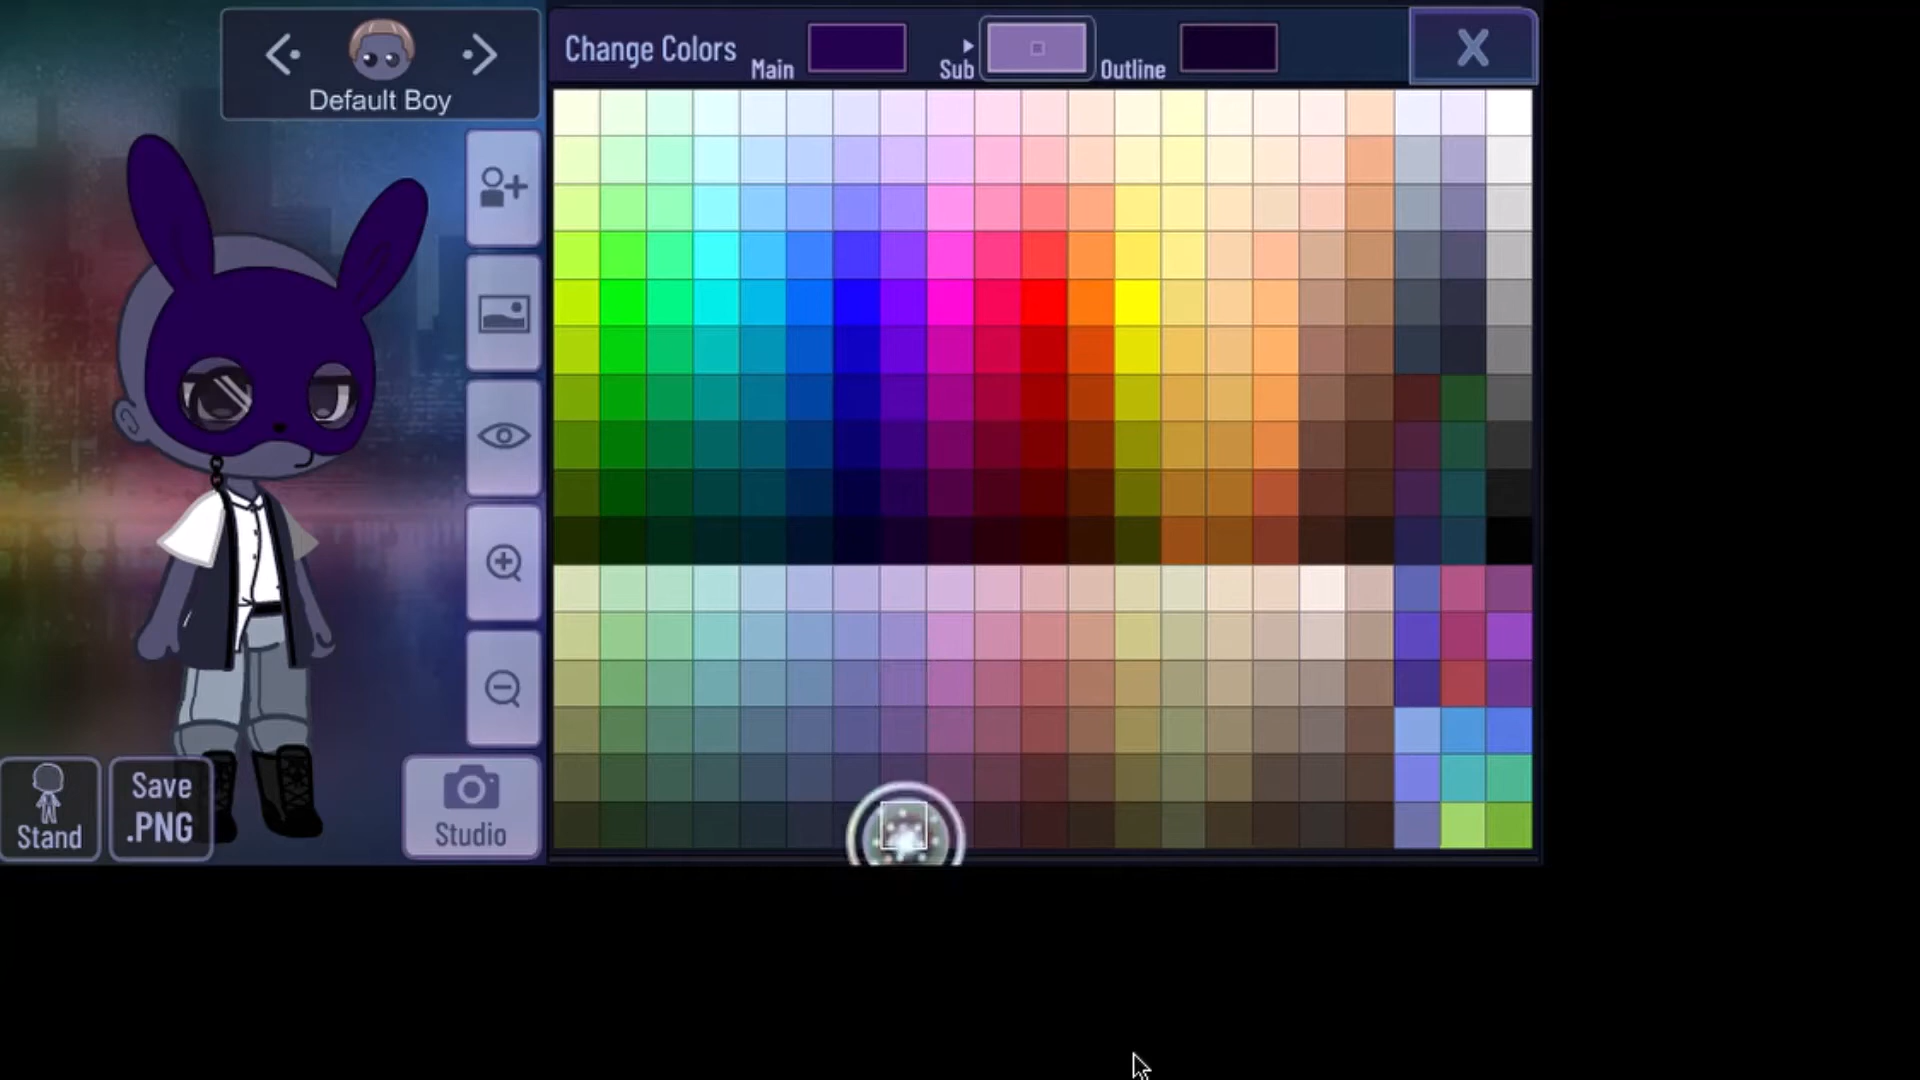 Default Boy
Change Colors
Main
Sub
Outline
X
Stand
Save
.PNG
Studio